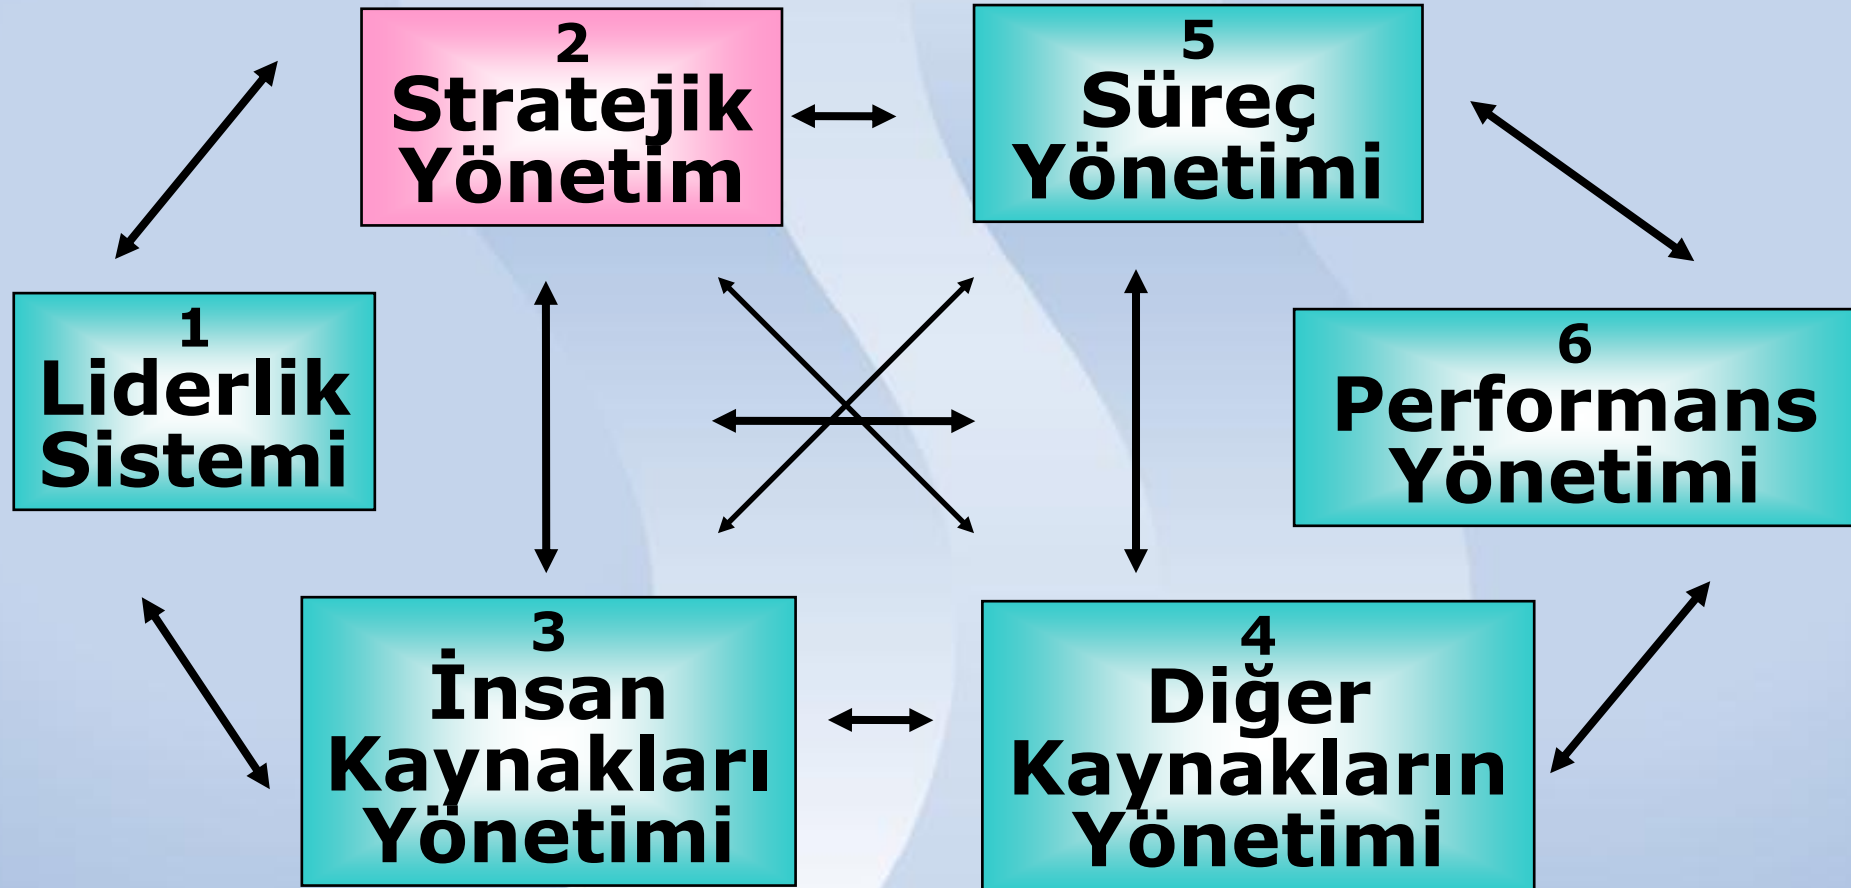 2
Stratejik
Yönetim
5
Süreç
Yönetimi
1
Liderlik
Sistemi
6
Performans
Yönetimi
3
İnsan
Kaynakları
Yönetimi
4
Diğer
Kaynakların
Yönetimi